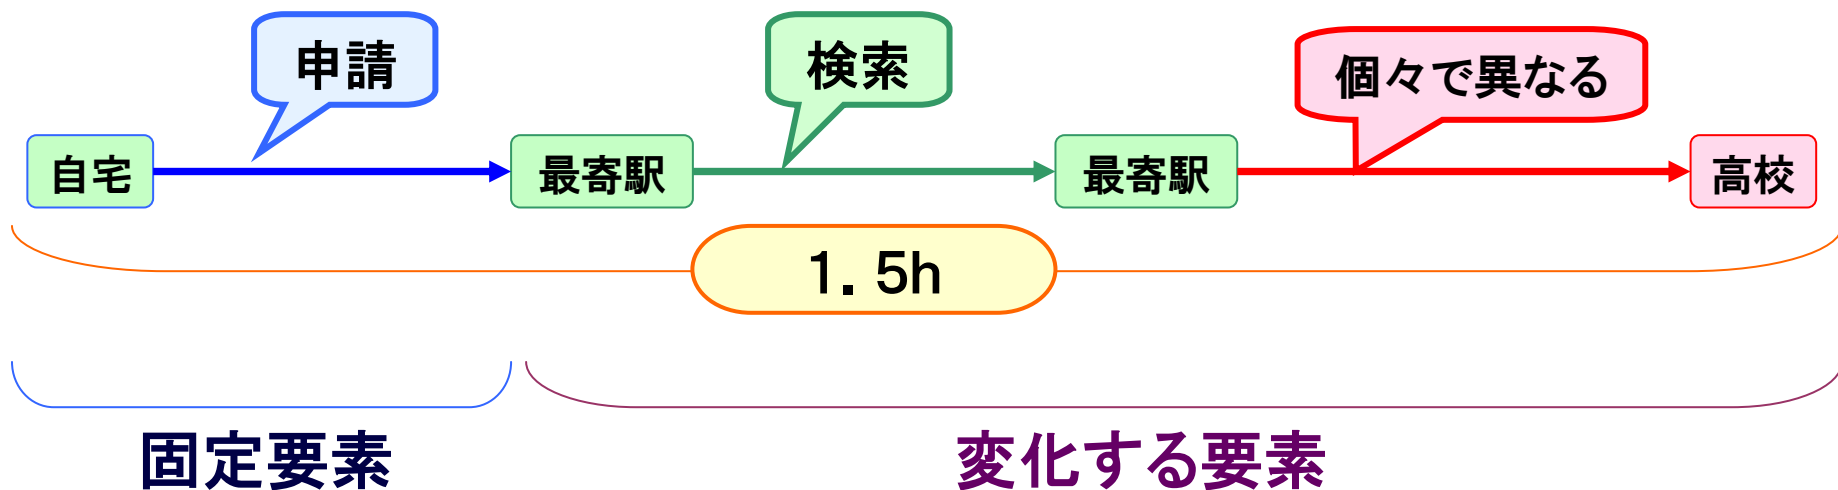 申請
検索
個々で異なる
自宅
最寄駅
最寄駅
高校
1．5h
固定要素
変化する要素